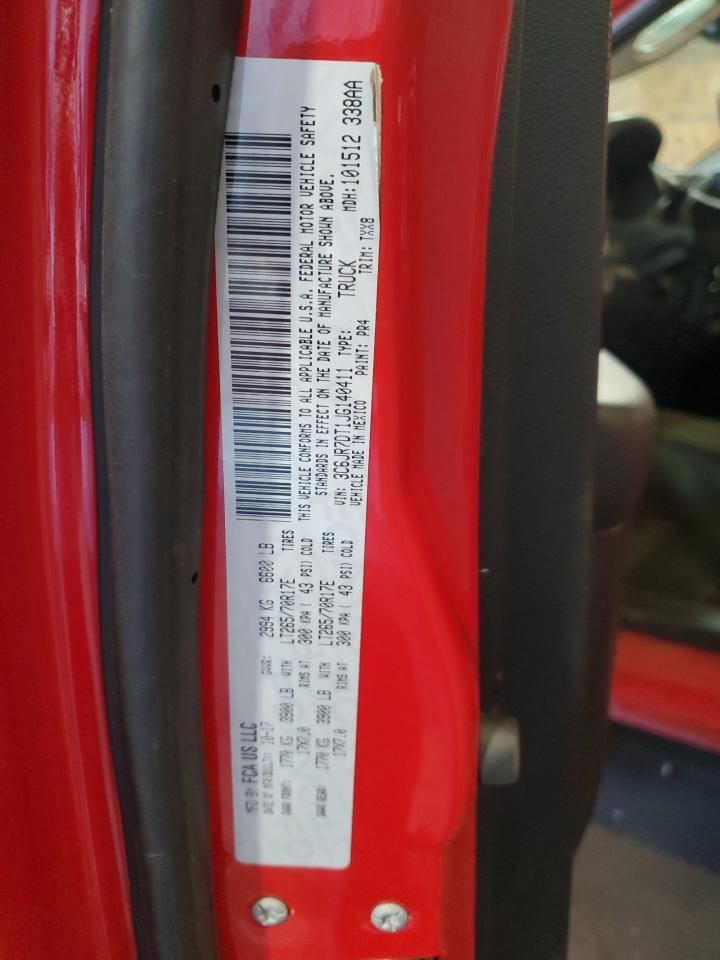 MFD BY: FCA US LLC
DATE OF MFR(BUILT): 10-17 GVWR: 2994 KG 6600 LB
GAWR FRONT: 1770 KG 3900 LB WITH LT265/70R17E TIRES
17X7.0 RIMS AT 300 KPA ( 43 PSI) COLD
GAWR REAR: 1770 KG 3900 LB WITH LT265/70R17E TIRES
17X7.0 RIMS AT 300 KPA ( 43 PSI) COLD
THIS VEHICLE CONFORMS TO ALL APPLICABLE U.S.A. FEDERAL MOTOR VEHICLE SAFETY
STANDARDS IN EFFECT ON THE DATE OF MANUFACTURE SHOWN ABOVE.
VIN: 3C6JR7DT1JG140411 TYPE: TRUCK MDH:101512 338AA
VEHICLE MADE IN MEXICO PAINT: PR4 TRIM: TXX8